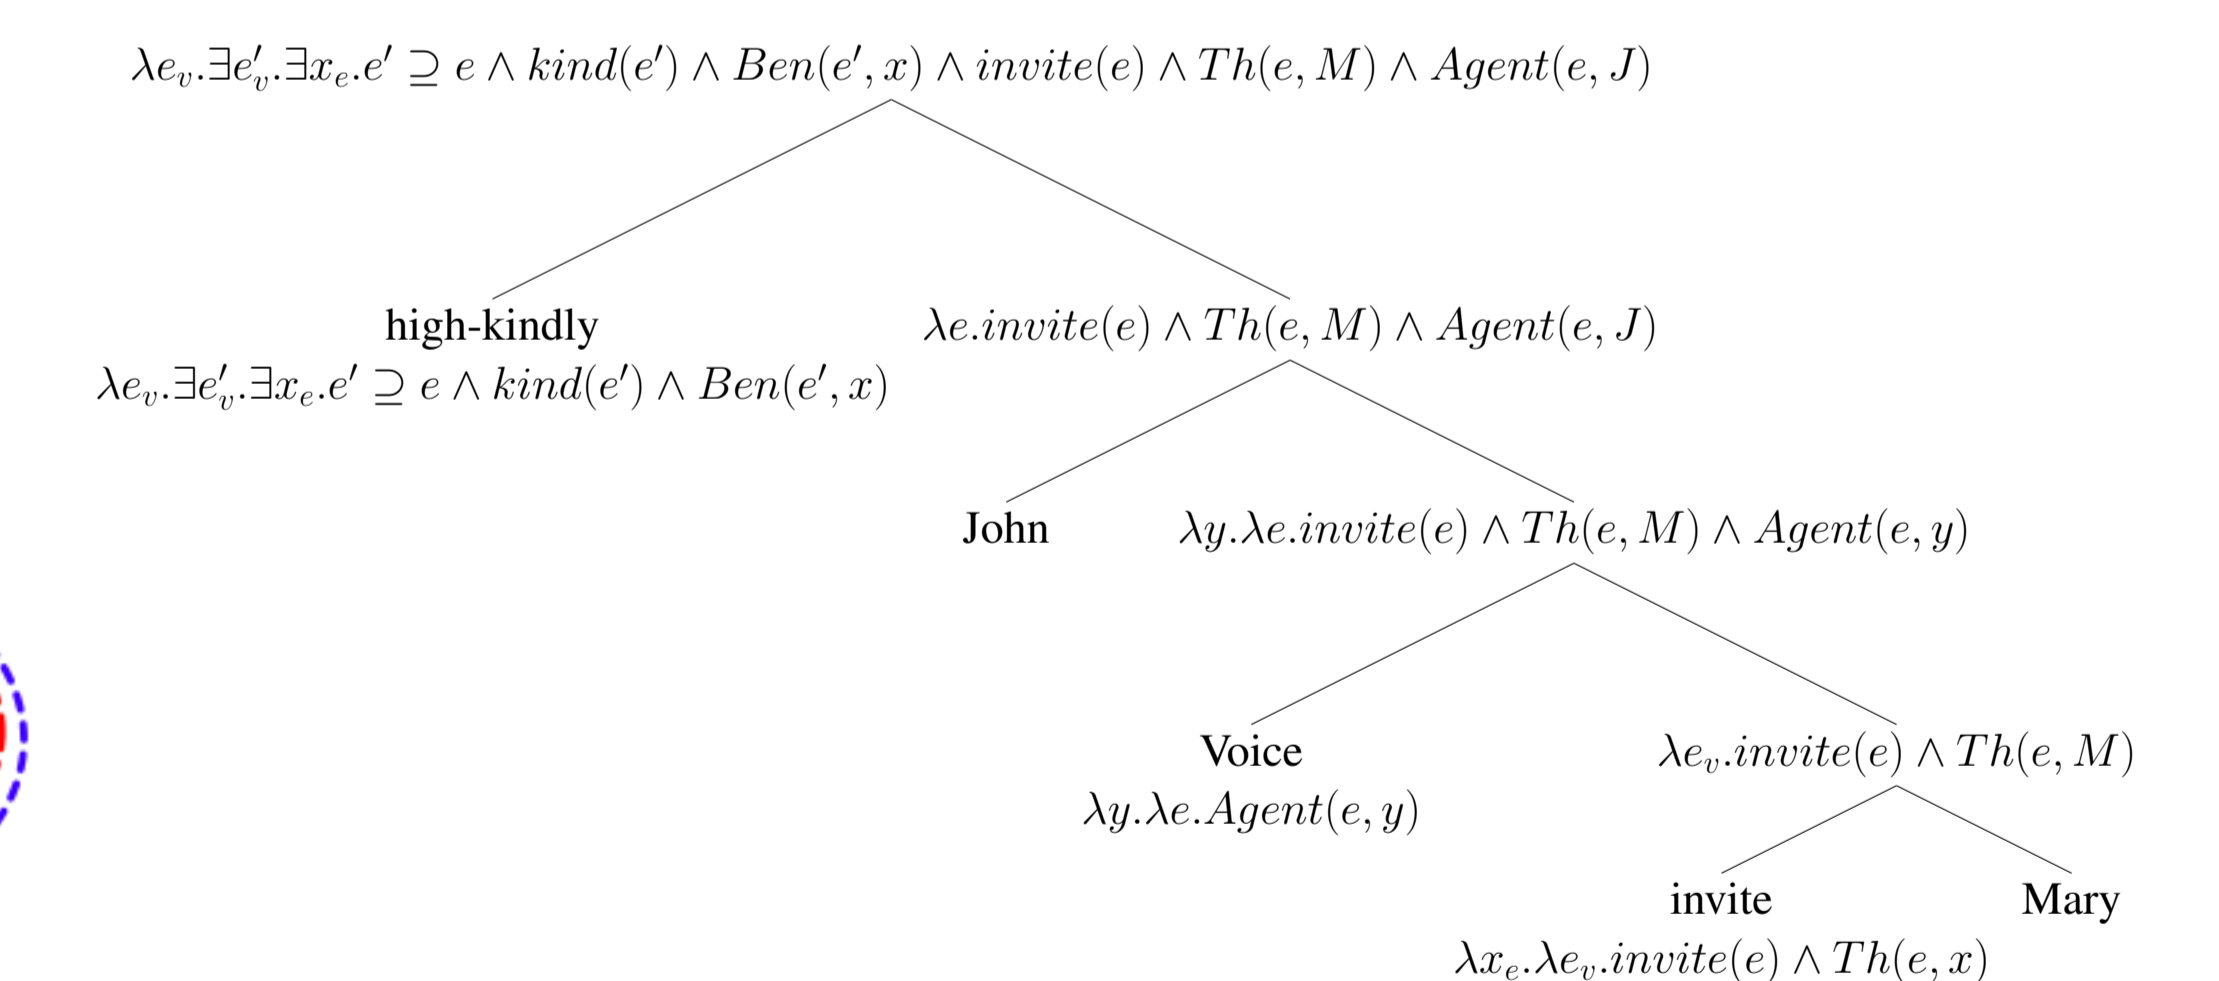 λe_v.∃e′_v.∃x_e.e′ ⊇ e ∧ kind(e′) ∧ Ben(e′, x) ∧ invite(e) ∧ Th(e, M) ∧ Agent(e, J)
high-kindly
λe_v.∃e′_v.∃x_e.e′ ⊇ e ∧ kind(e′) ∧ Ben(e′, x)
λe.invite(e) ∧ Th(e, M) ∧ Agent(e, J)
John
λy.λe.invite(e) ∧ Th(e, M) ∧ Agent(e, y)
Voice
λy.λe.Agent(e, y)
λe_v.invite(e) ∧ Th(e, M)
invite
λx_e.λe_v.invite(e) ∧ Th(e, x)
Mary